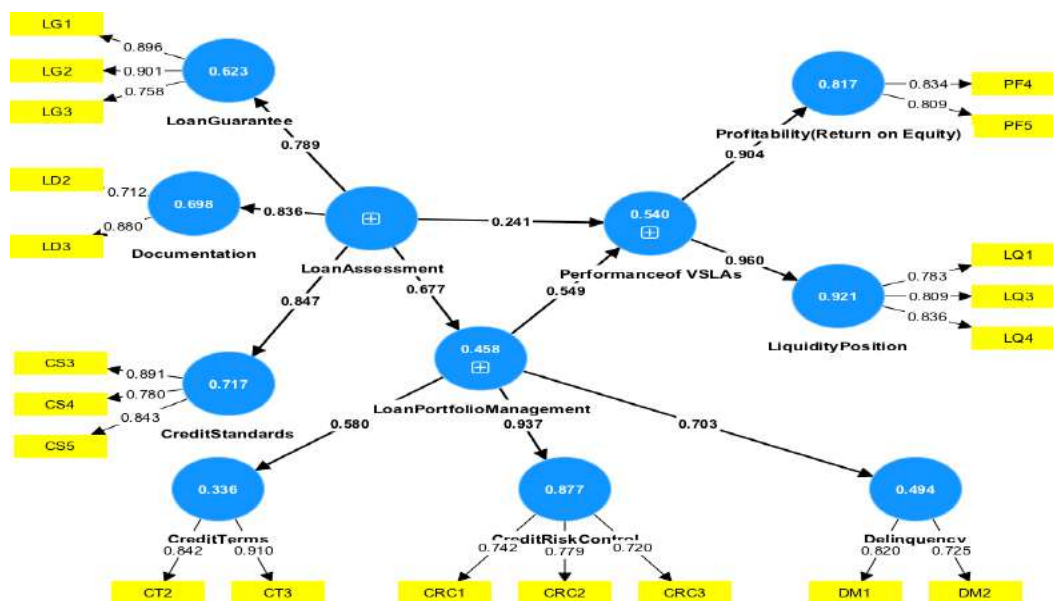 LG1
0.896
LG2
0.901
LG3
0.758
0.623
LoanGuarantee
0.789
0.817
0.834
PF4
0.809
PF5
Profitability(Return on Equity)
0.904
LD2
0.712
0.698
0.880
LD3
Documentation
0.836
LoanAssessment
0.241
0.540
Performanceof VSLAs
0.960
0.783
LQ1
0.921
0.809
LQ3
0.836
LQ4
LiquidityPosition
0.847
0.677
0.549
CS3
0.891
CS4
0.780
0.717
0.843
CS5
CreditStandards
0.458
LoanPortfolioManagement
0.580
0.937
0.703
0.336
CreditTerms
0.842
0.910
CT2
CT3
0.877
CreditRiskControl
0.742
0.779
0.720
CRC1
CRC2
CRC3
0.494
Delinquency
0.820
0.725
DM1
DM2